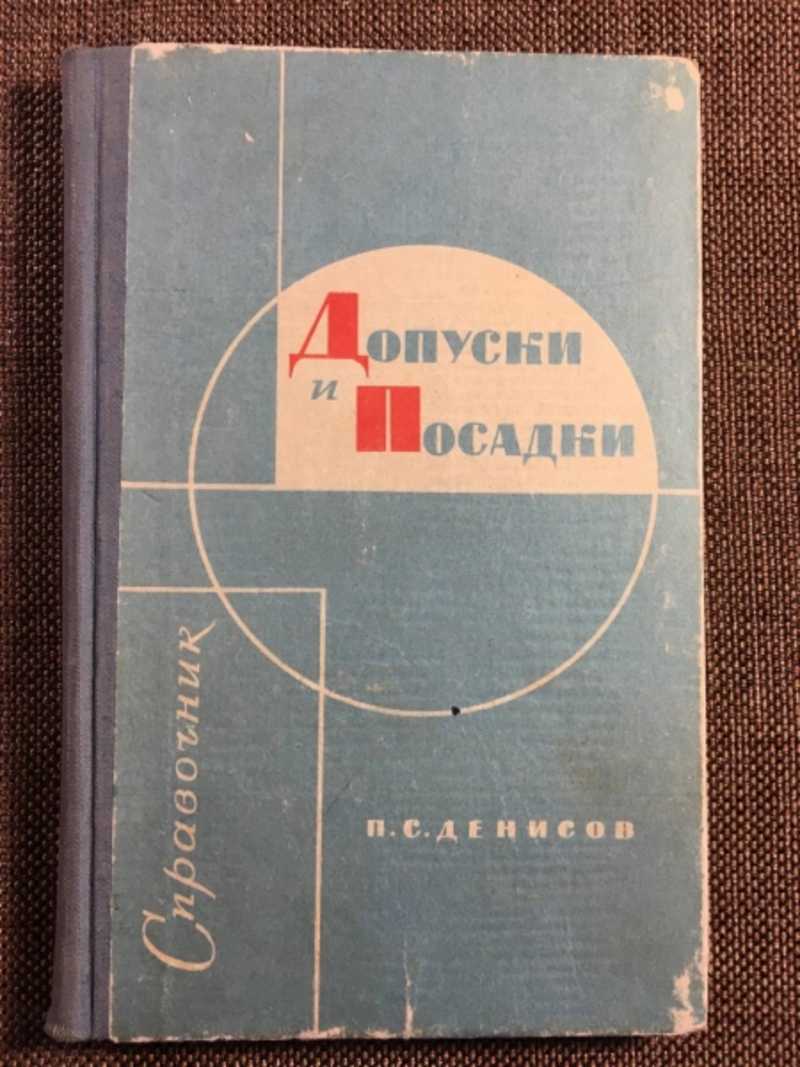 Допуски
и
Посадки
Справочник
П.С.ДЕНИСОВ